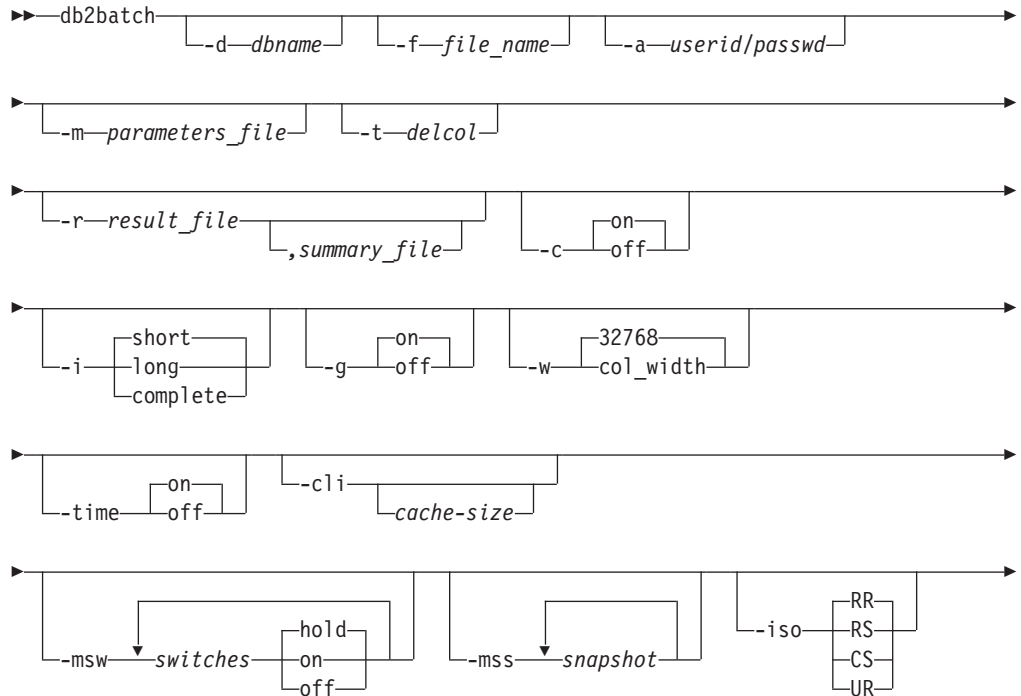 db2batch
-d dbname -f file_name -a userid/passwd
-m parameters_file -t delcol
-r result_file
,summary_file
-c
on
off
-i
short
long
complete
-g
on
off
-w
32768
col_width
-time
on
off
-cli
cache-size
-msw switches
hold
on
off
-mss snapshot
-iso
RR
RS
CS
UR